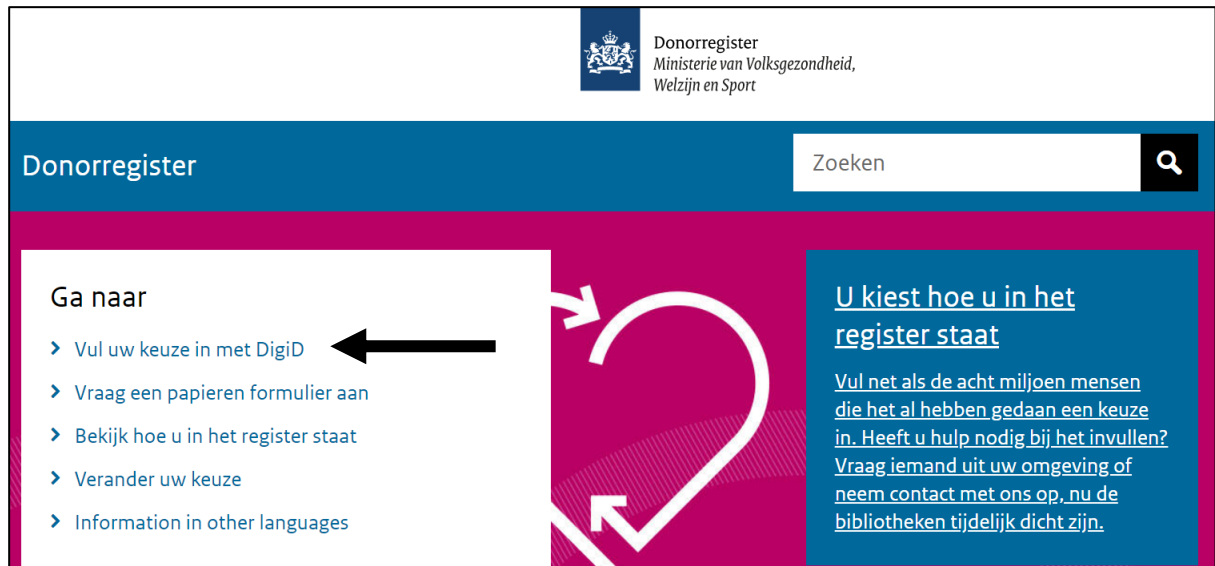 Donorregister
Ministerie van Volksgezondheid,
Welzijn en Sport
Donorregister
Zoeken
Ga naar
Vul uw keuze in met DigiD
Vraag een papieren formulier aan
Bekijk hoe u in het register staat
Verander uw keuze
Information in other languages
U kiest hoe u in het
register staat
Vul net als de acht miljoen mensen
die het al hebben gedaan een keuze
in. Heeft u hulp nodig bij het invullen?
Vraag iemand uit uw omgeving of
neem contact met ons op, nu de
bibliotheken tijdelijk dicht zijn.